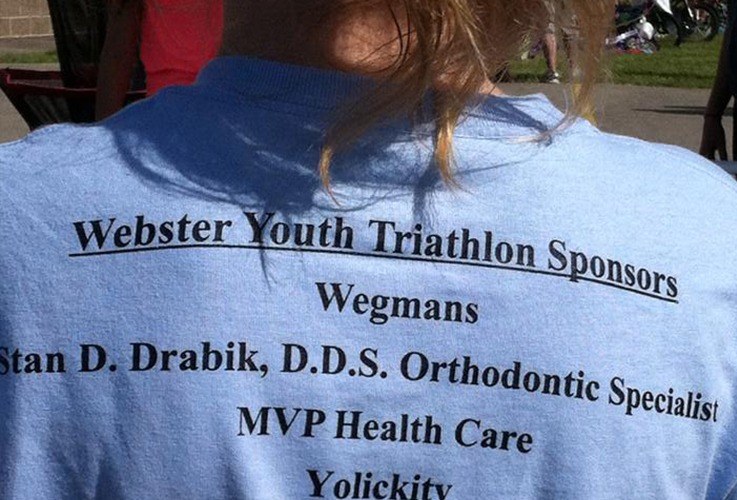 Webster Youth Triathlon Sponsors
Wegmans
Stan D. Drabik, D.D.S. Orthodontic Specialist
MVP Health Care
Yolickity